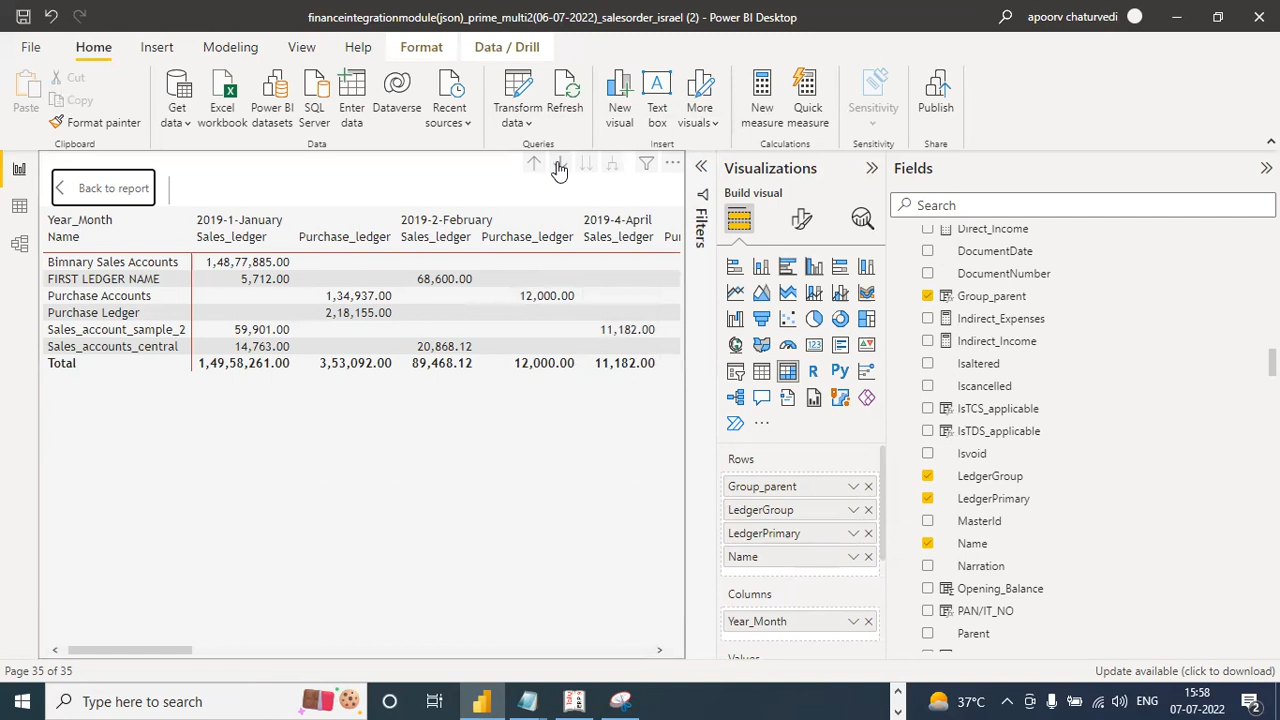 financeintegrationmodule(json)_prime_multi2(06-07-2022)_salesorder_israel (2) - Power BI Desktop
apoorv chaturvedi
File Home Insert Modeling View Help Format Data / Drill
Paste
Cut
Copy
Format painter
Get data
Excel workbook
Power BI datasets
SQL Server
Enter data
Dataverse
Recent sources
Transform data
Refresh
New visual
Text box
More visuals
New measure
Quick measure
Sensitivity
Publish
Clipboard Data Queries Insert Calculations Sensitivity Share
Back to report
Year_Month 2019-1-January 2019-2-February 2019-4-April
Name Sales_ledger Purchase_ledger Sales_ledger Purchase_ledger Sales_ledger Pu
Bimnary Sales Accounts 1,48,77,885.00
FIRST LEDGER NAME 5,712.00 68,600.00
Purchase Accounts 1,34,937.00 12,000.00
Purchase Ledger 2,18,155.00
Sales_account_sample_2 59,901.00 11,182.00
Sales_accounts_central 14,763.00 20,868.12
Total 1,49,58,261.00 3,53,092.00 89,468.12 12,000.00 11,182.00
Filters
Visualizations
Build visual
R Py
Rows
Group_parent
LedgerGroup
LedgerPrimary
Name
Columns
Year_Month
Values
Fields
Search
Direct_Income
DocumentDate
DocumentNumber
Group_parent
Indirect_Expenses
Indirect_Income
Isaltered
Iscancelled
IsTCS_applicable
IsTDS_applicable
Isvoid
LedgerGroup
LedgerPrimary
MasterId
Name
Narration
Opening_Balance
PAN/IT_NO
Parent
Page 35 of 35
Update available (click to download)
Type here to search
37°C
ENG
15:58
07-07-2022
2